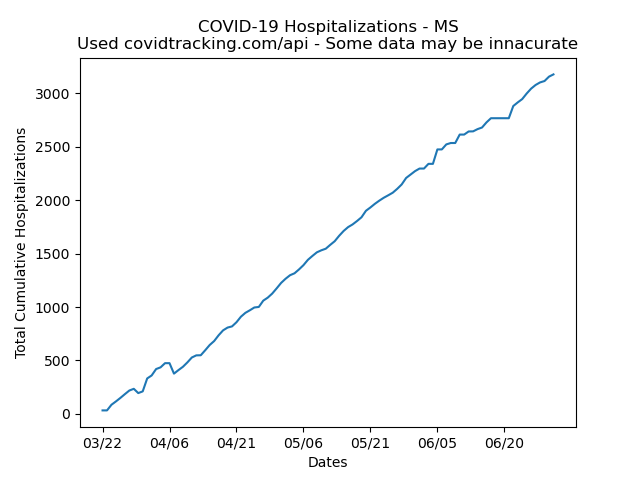 COVID-19 Hospitalizations - MS
Used covidtracking.com/api - Some data may be innacurate
Total Cumulative Hospitalizations
3000
2500
2000
1500
1000
500
0
03/22 04/06 04/21 05/06 05/21 06/05 06/20
Dates